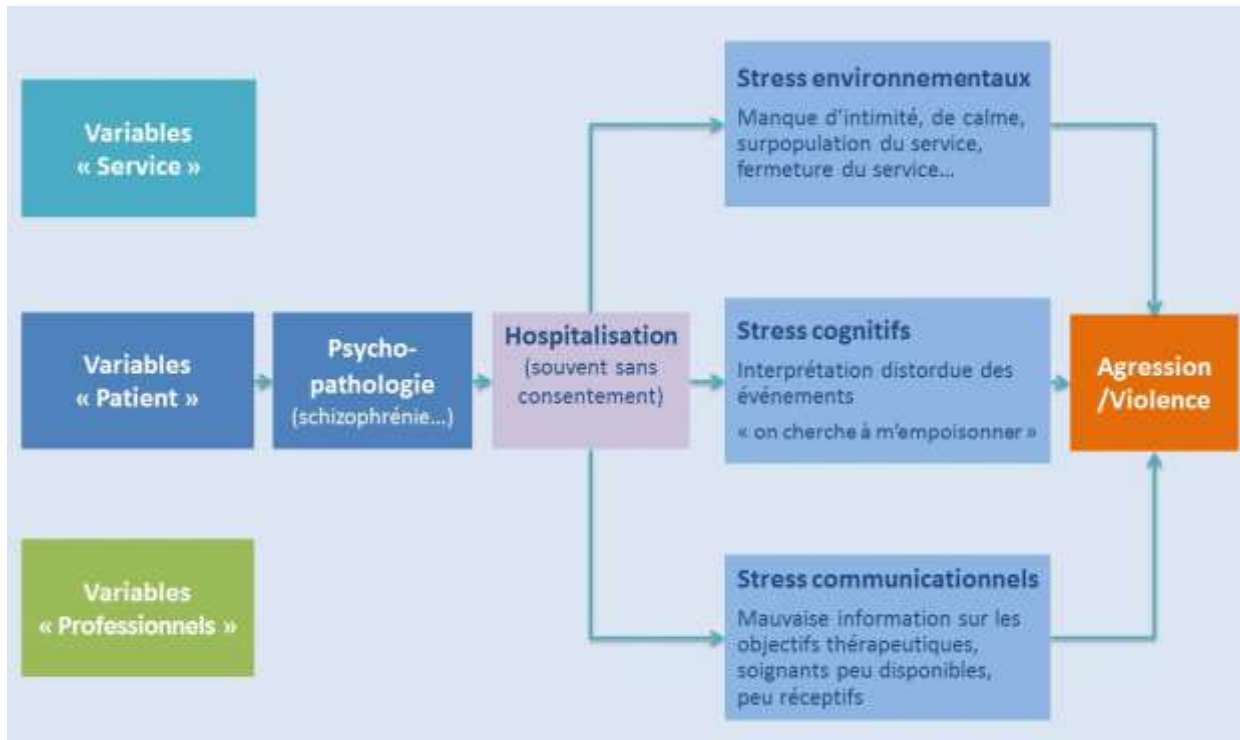 Variables
« Service »
Variables
« Patient »
Variables
« Professionnels »
Psycho-
pathologie
(schizophrénie...)
Hospitalisation
(souvent sans
consentement)
Stress environnementaux
Manque d'intimité, de calme,
surpopulation du service,
fermeture du service...
Stress cognitifs
Interprétation distordue des
événements
« on cherche à m'empoisonner »
Stress communicationnels
Mauvaise information sur les
objectifs thérapeutiques,
soignants peu disponibles,
peu réceptifs
Agression
/Violence